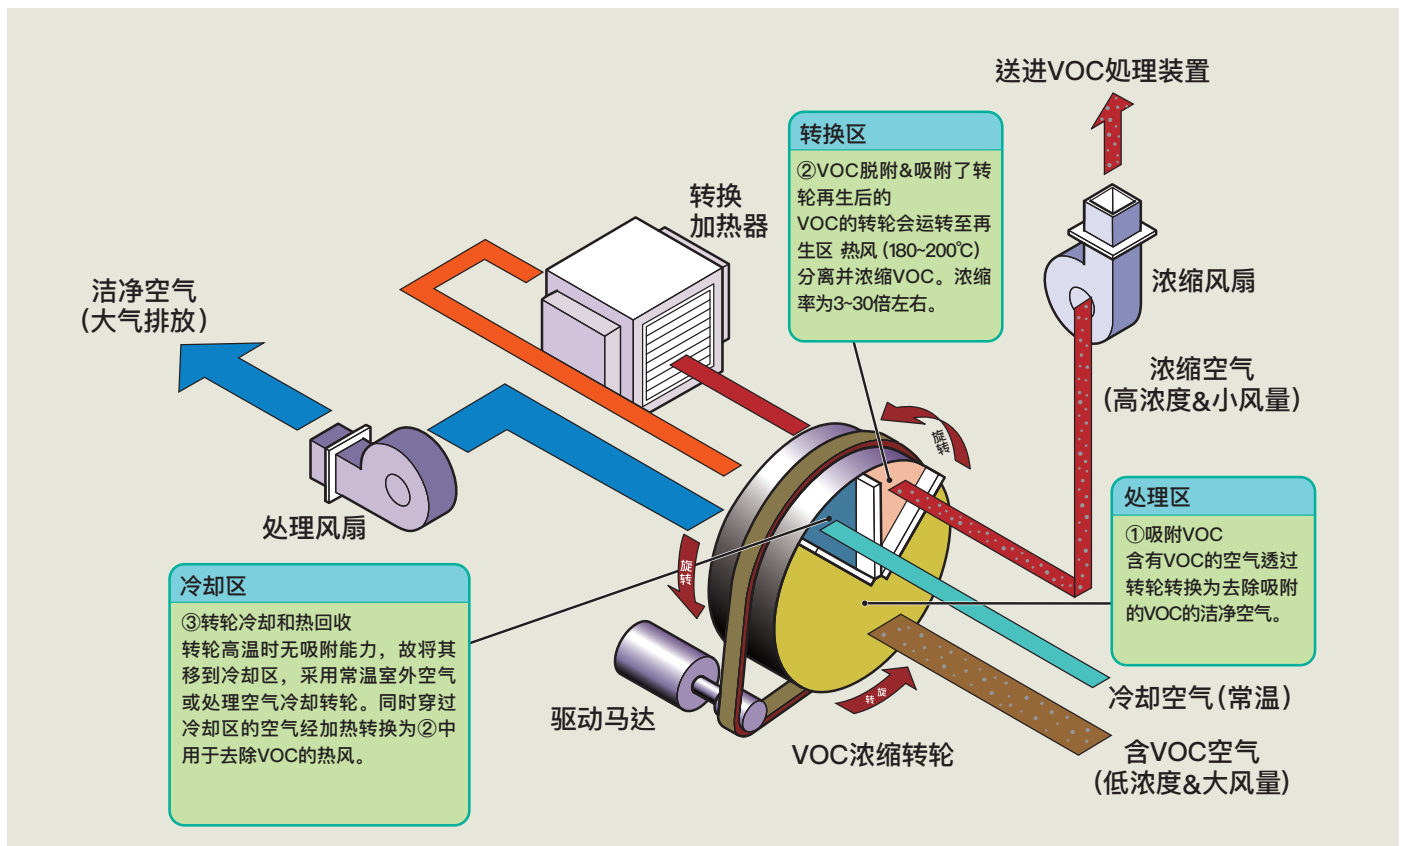 送进VOC処理装置
转换区
②VOC脱附&吸附了转
轮再生后的
VOC的转轮会运转至再
生区 热风 (180~200℃)
分离并浓缩VOC。浓缩
率为3~30倍左右。
转换
加热器
洁净空气
(大气排放)
浓缩风扇
浓缩空气
(高浓度&小风量)
旋转
处理风扇
处理区
①吸附VOC
含有VOC的空气透过
转轮转换为去除吸附
的VOC的洁净空气。
旋转
冷却区
③转轮冷却和热回收
转轮高温时无吸附能力，故将其
移到冷却区，采用常温室外空气
或处理空气冷却转轮。同时穿过
冷却区的空气经加热转换为②中
用于去除VOC的热风。
转旋
驱动马达
VOC浓缩转轮
冷却空气(常温)
含VOC空气
(低浓度&大风量)